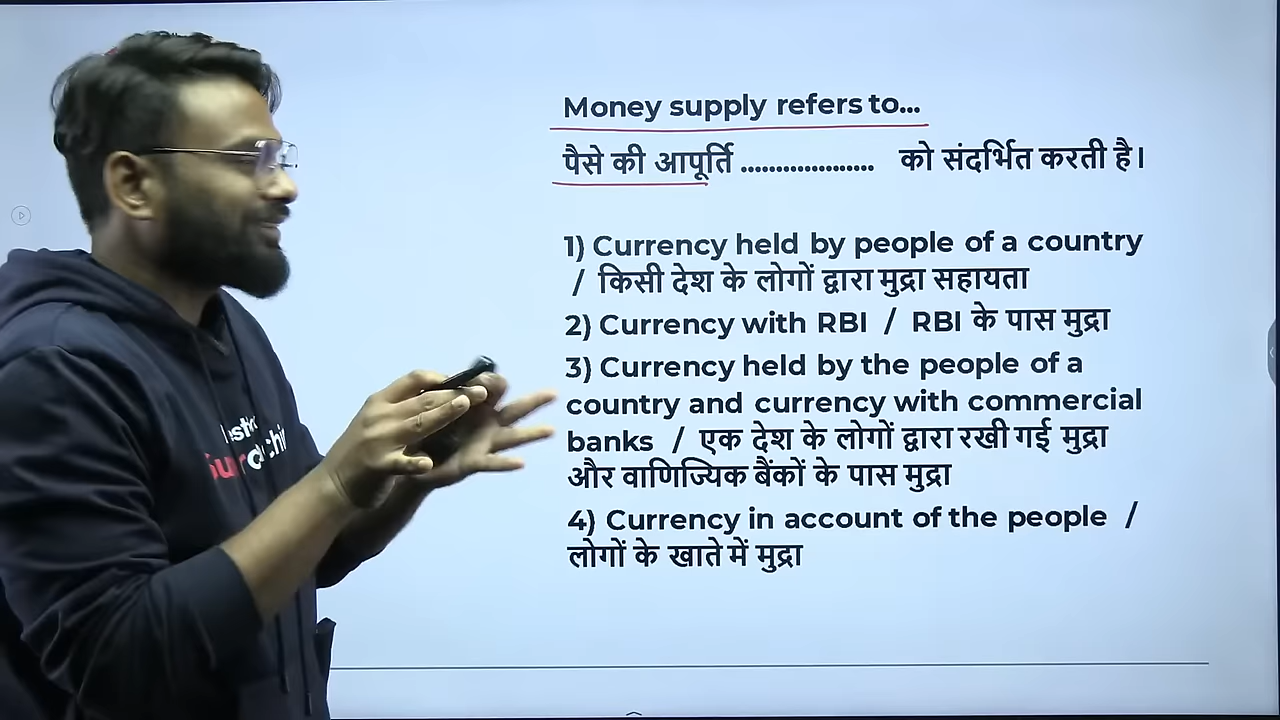 Money supply refers to...
पैसे की आपूर्ति ................... को संदर्भित करती है।
1) Currency held by people of a country
/ किसी देश के लोगों द्वारा मुद्रा सहायता
2) Currency with RBI / RBI के पास मुद्रा
3) Currency held by the people of a
country and currency with commercial
banks / एक देश के लोगों द्वारा रखी गई मुद्रा
और वाणिज्यिक बैंकों के पास मुद्रा
4) Currency in account of the people /
लोगों के खाते में मुद्रा